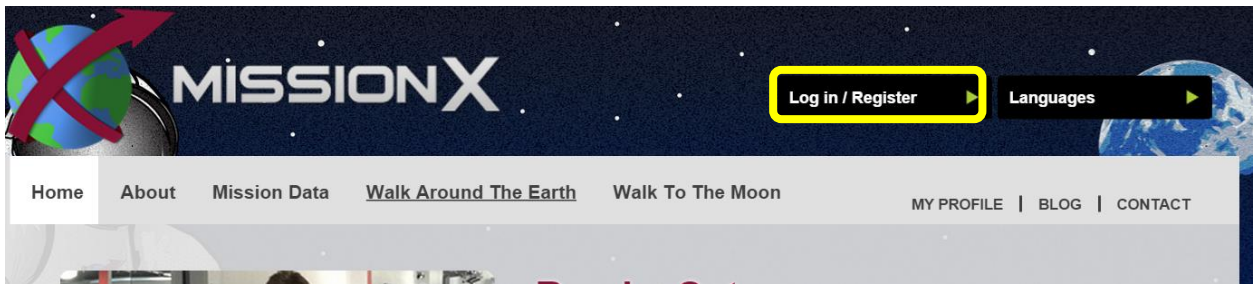 MISSIONX
Log in / Register
Languages
Home About Mission Data Walk Around The Earth Walk To The Moon
MY PROFILE | BLOG | CONTACT